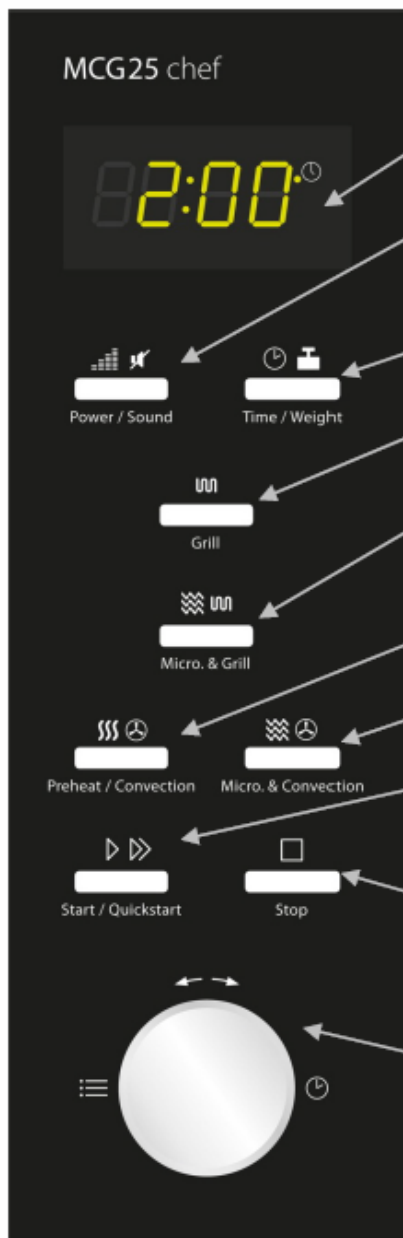 MCG25 chef
2:00
Power / Sound Time / Weight
Grill
Micro. & Grill
Preheat / Convection Micro. & Convection
Start / Quickstart Stop